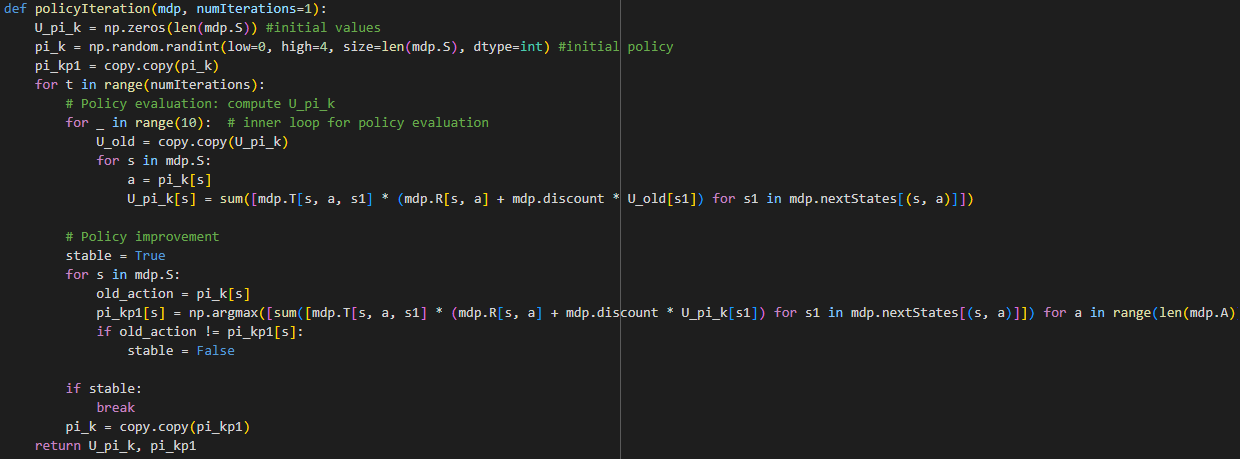 def policyIteration(mdp, numIterations=1):
    U_pi_k = np.zeros(len(mdp.S)) #initial values
    pi_k = np.random.randint(low=0, high=4, size=len(mdp.S), dtype=int) #initial policy
    pi_kp1 = copy.copy(pi_k)
    for t in range(numIterations):
        # Policy evaluation: compute U_pi_k
        for _ in range(10):  # inner loop for policy evaluation
            U_old = copy.copy(U_pi_k)
            for s in mdp.S:
                a = pi_k[s]
                U_pi_k[s] = sum([mdp.T[s, a, s1] * (mdp.R[s, a] + mdp.discount * U_old[s1]) for s1 in mdp.nextStates[(s, a)]])

        # Policy improvement
        stable = True
        for s in mdp.S:
            old_action = pi_k[s]
            pi_kp1[s] = np.argmax([sum([mdp.T[s, a, s1] * (mdp.R[s, a] + mdp.discount * U_pi_k[s1]) for s1 in mdp.nextStates[(s, a)]]) for a in range(len(mdp.A)
            if old_action != pi_kp1[s]:
                stable = False

        if stable:
            break
        pi_k = copy.copy(pi_kp1)
    return U_pi_k, pi_kp1